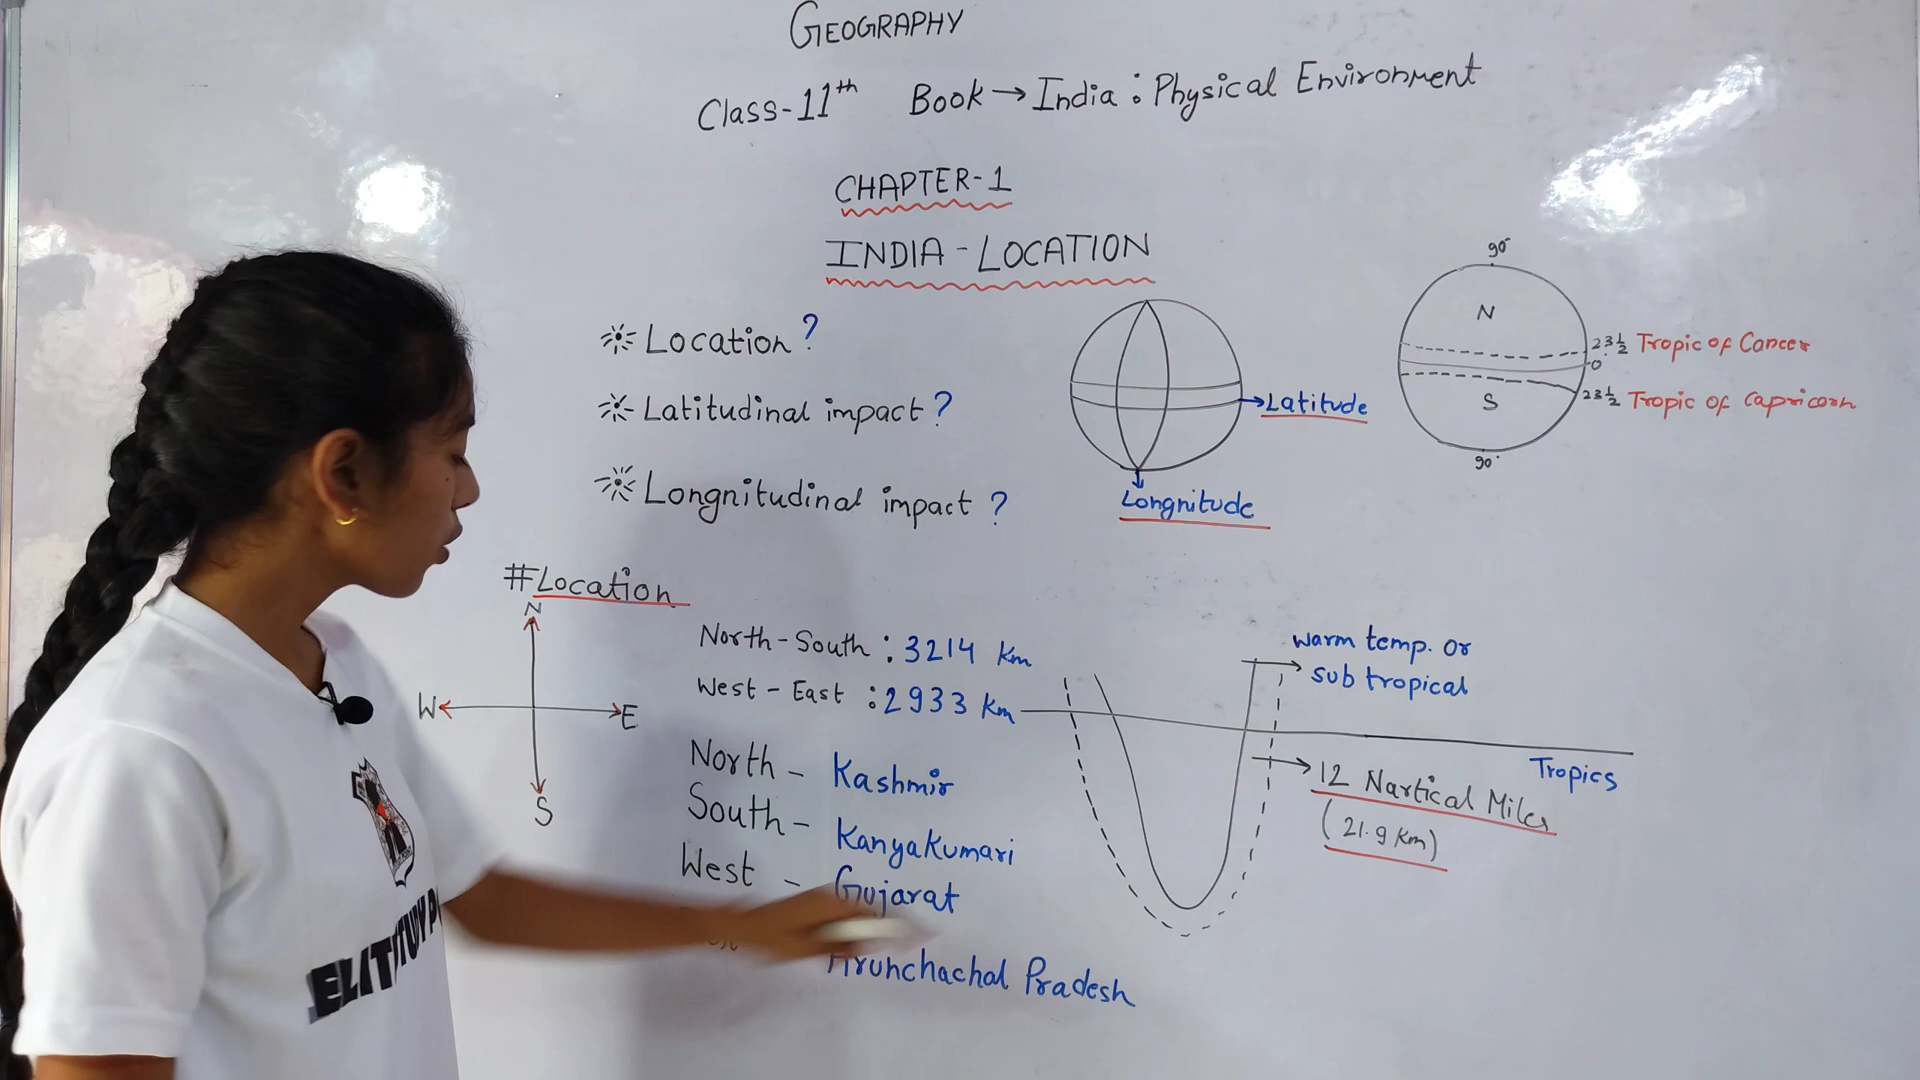 GEOGRAPHY
Class-11th Book → India : Physical Environment
CHAPTER-1
INDIA - LOCATION
Location ?
Latitudinal impact ?
Longnitudinal impact ?
Latitude
Longnitude
90°
N
23½ Tropic of Cancer
0°
23½ Tropic of Capricorn
S
90°
#Location
N
W
E
S
North - South : 3214 Km
West - East : 2933 Km
North - Kashmir
South - Kanyakumari
West - Gujarat
Arunchachal Pradesh
warm temp. or
sub tropical
Tropics
12 Nartical Miles
(21.9 Km)